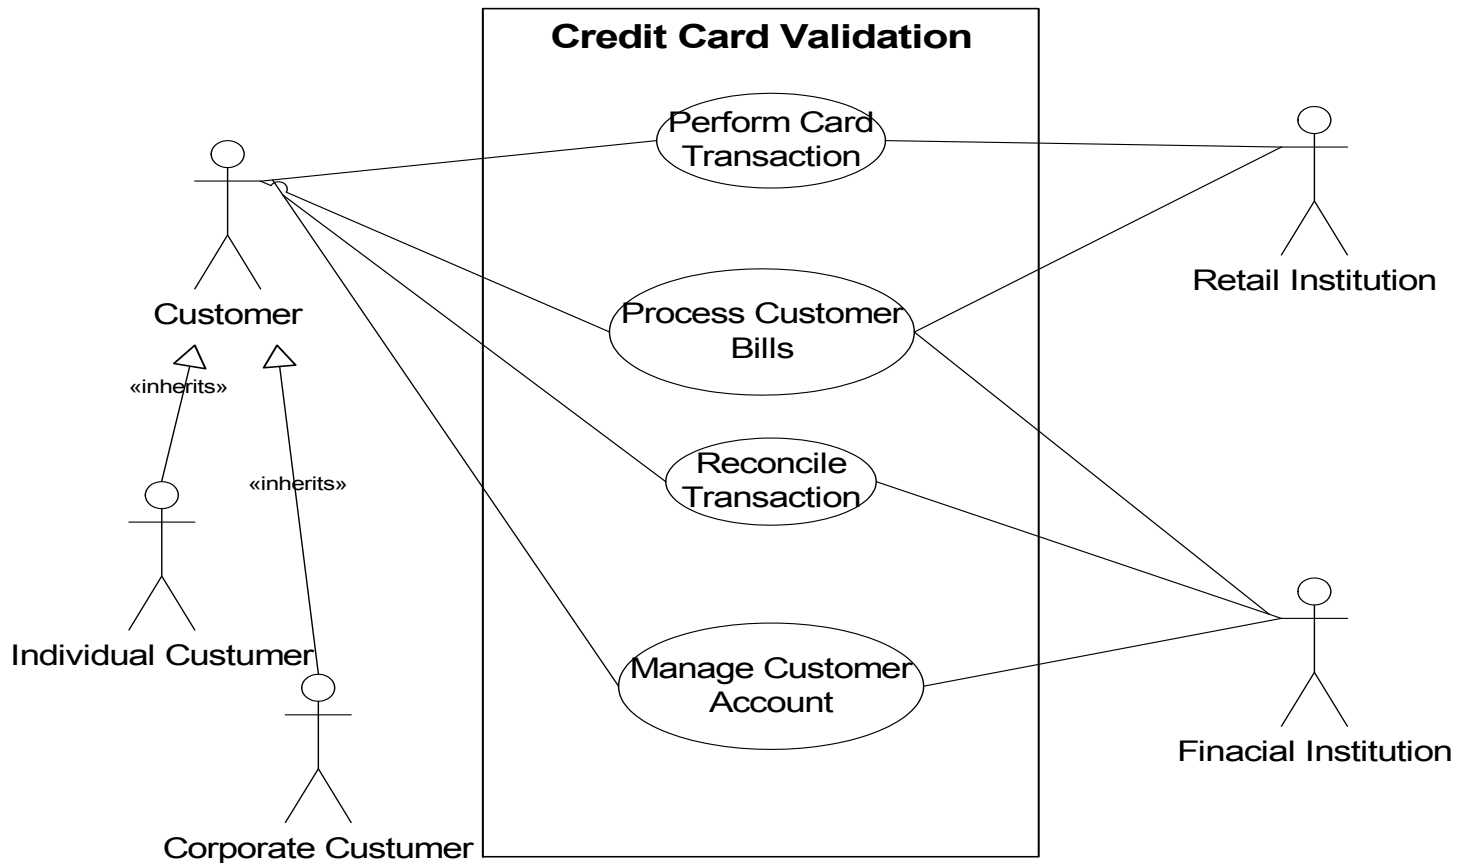 Credit Card Validation
Perform Card
Transaction
Retail Institution
Customer
Process Customer
Bills
«inherits»
«inherits»
Reconcile
Transaction
Individual Custumer
Manage Customer
Account
Finacial Institution
Corporate Custumer